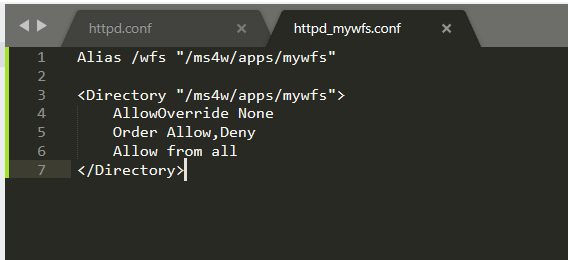 httpd.conf × httpd_mywfs.conf ×
1 Alias /wfs "/ms4w/apps/mywfs"
2
3 <Directory "/ms4w/apps/mywfs">
4 AllowOverride None
5 Order Allow,Deny
6 Allow from all
7 </Directory>